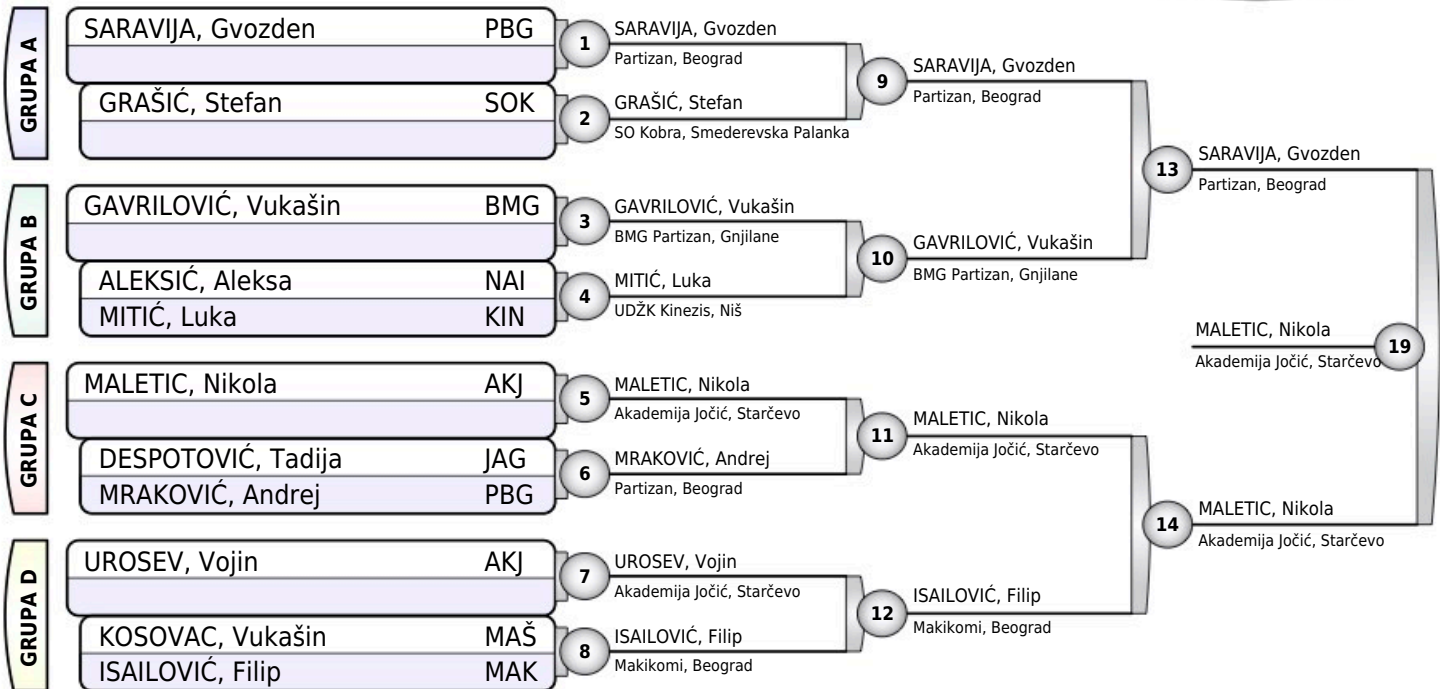 GRUPA A
SARAVIJA, Gvozden PBG
GRAŠIĆ, Stefan SOK
1
SARAVIJA, Gvozden
Partizan, Beograd
2
GRAŠIĆ, Stefan
SO Kobra, Smederevska Palanka
9
SARAVIJA, Gvozden
Partizan, Beograd
GRUPA B
GAVRILOVIĆ, Vukašin BMG
ALEKSIĆ, Aleksa NAI
MITIĆ, Luka KIN
3
GAVRILOVIĆ, Vukašin
BMG Partizan, Gnjilane
4
MITIĆ, Luka
UDŽK Kinezis, Niš
10
GAVRILOVIĆ, Vukašin
BMG Partizan, Gnjilane
13
SARAVIJA, Gvozden
Partizan, Beograd
GRUPA C
MALETIC, Nikola AKJ
DESPOTOVIĆ, Tadija JAG
MRAKOVIĆ, Andrej PBG
5
MALETIC, Nikola
Akademija Jočić, Starčevo
6
MRAKOVIĆ, Andrej
Partizan, Beograd
11
MALETIC, Nikola
Akademija Jočić, Starčevo
GRUPA D
UROSEV, Vojin AKJ
KOSOVAC, Vukašin MAŠ
ISAILOVIĆ, Filip MAK
7
UROSEV, Vojin
Akademija Jočić, Starčevo
8
ISAILOVIĆ, Filip
Makikomi, Beograd
12
ISAILOVIĆ, Filip
Makikomi, Beograd
14
MALETIC, Nikola
Akademija Jočić, Starčevo
MALETIC, Nikola
Akademija Jočić, Starčevo
19